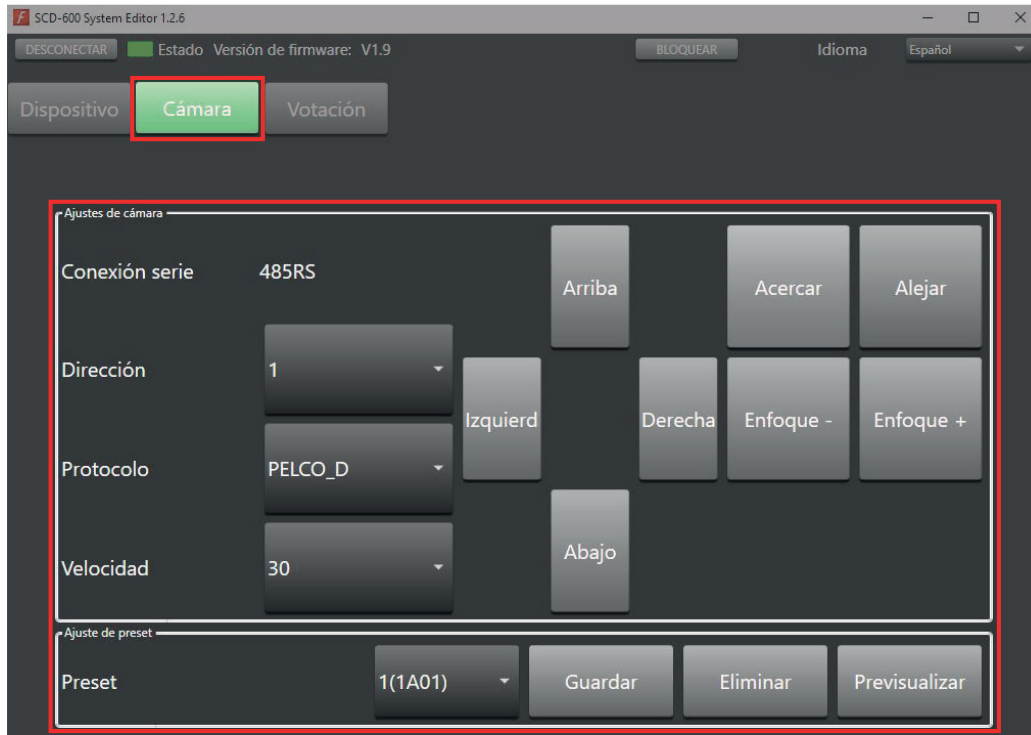 SCD-600 System Editor 1.2.6
DESCONECTAR Estado Versión de firmware: V1.9 BLOQUEAR Idioma Español
Dispositivo Cámara Votación
Ajustes de cámara
Conexión serie 485RS Arriba Acercar Alejar
Dirección 1
Izquierd Derecha Enfoque - Enfoque +
Protocolo PELCO_D
Abajo
Velocidad 30
Ajuste de preset
Preset 1(1A01) Guardar Eliminar Previsualizar